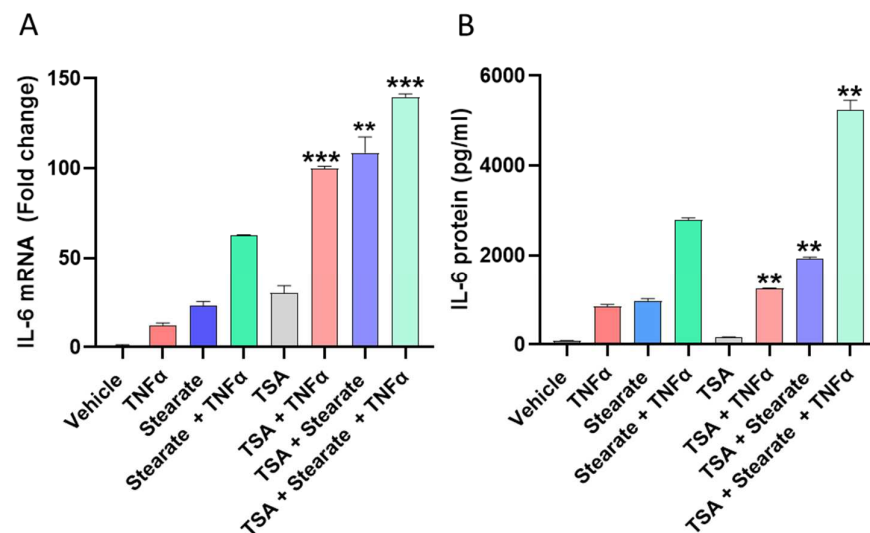 A
IL-6 mRNA (Fold change)
150
100
50
0
***
**
***
Vehicle
TNFα
Stearate
Stearate + TNFα
TSA
TSA + TNFα
TSA + Stearate
TSA + Stearate + TNFα
B
IL-6 protein (pg/ml)
6000
4000
2000
0
**
**
**
Vehicle
TNFα
Stearate
Stearate + TNFα
TSA
TSA + TNFα
TSA + Stearate
TSA + Stearate + TNFα